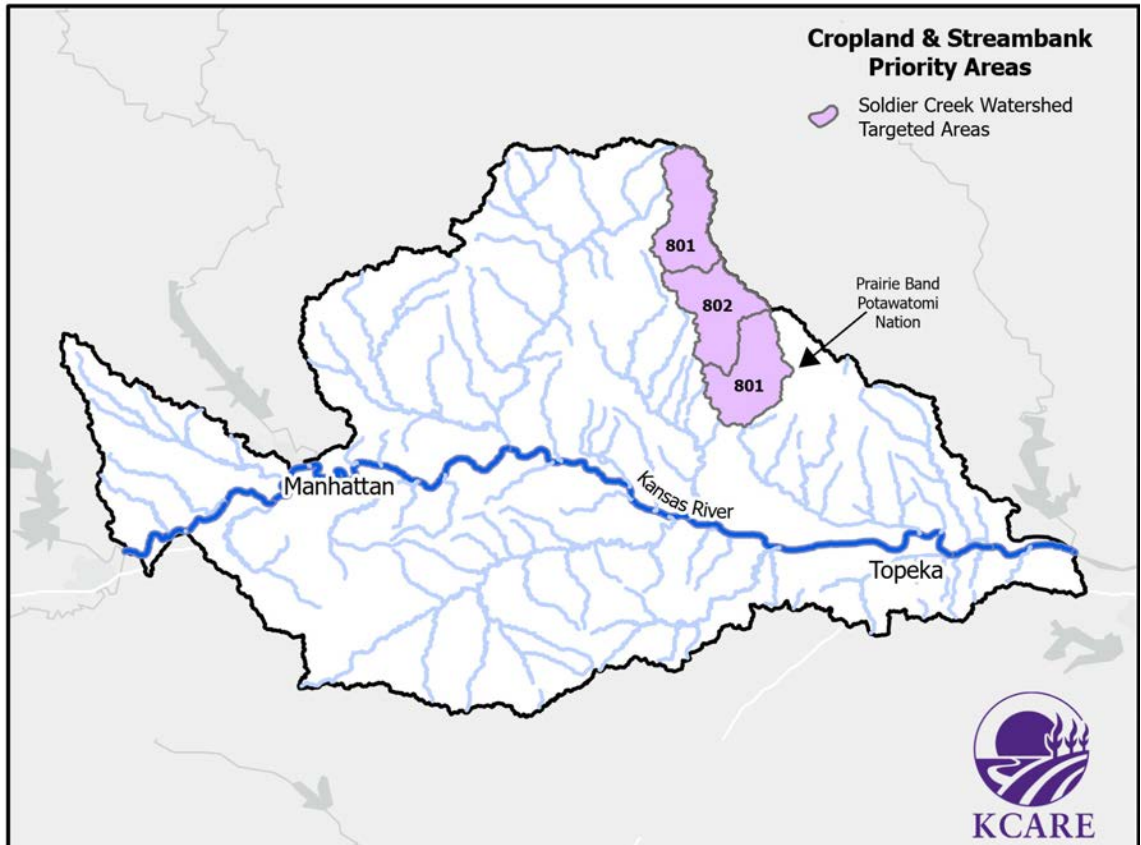 Cropland & Streambank
Priority Areas
Soldier Creek Watershed
Targeted Areas
801
802
Prairie Band
Potawatomi
Nation
801
Kansas River
Manhattan
Topeka
KCARE